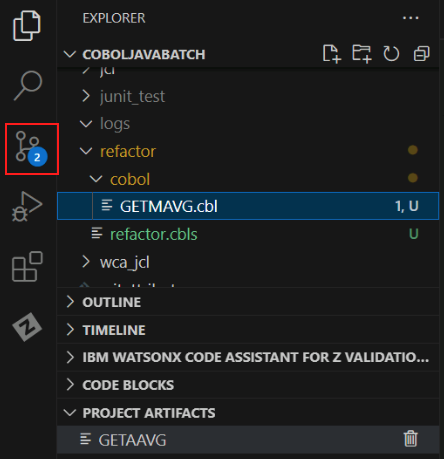 EXPLORER
COBOLJAVABATCH
jcl
junit_test
logs
refactor
cobol
GETMAVG.cbl 1, U
refactor.cbls U
wca_jcl
2
OUTLINE
TIMELINE
IBM WATSONX CODE ASSISTANT FOR Z VALIDATIO...
CODE BLOCKS
PROJECT ARTIFACTS
GETAAVG